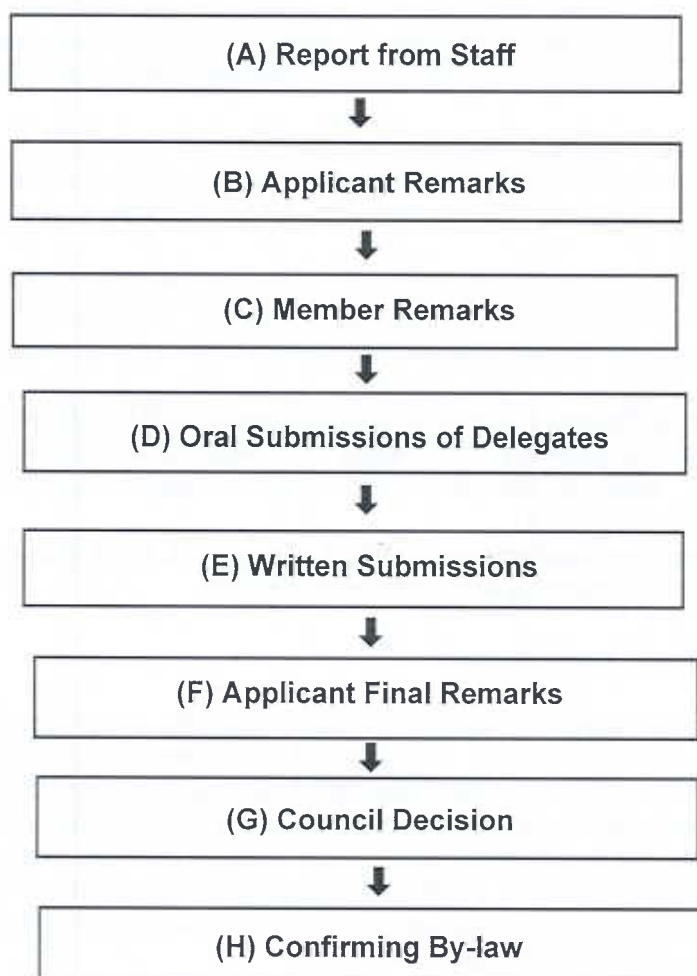 (A) Report from Staff
(B) Applicant Remarks
(C) Member Remarks
(D) Oral Submissions of Delegates
(E) Written Submissions
(F) Applicant Final Remarks
(G) Council Decision
(H) Confirming By-law